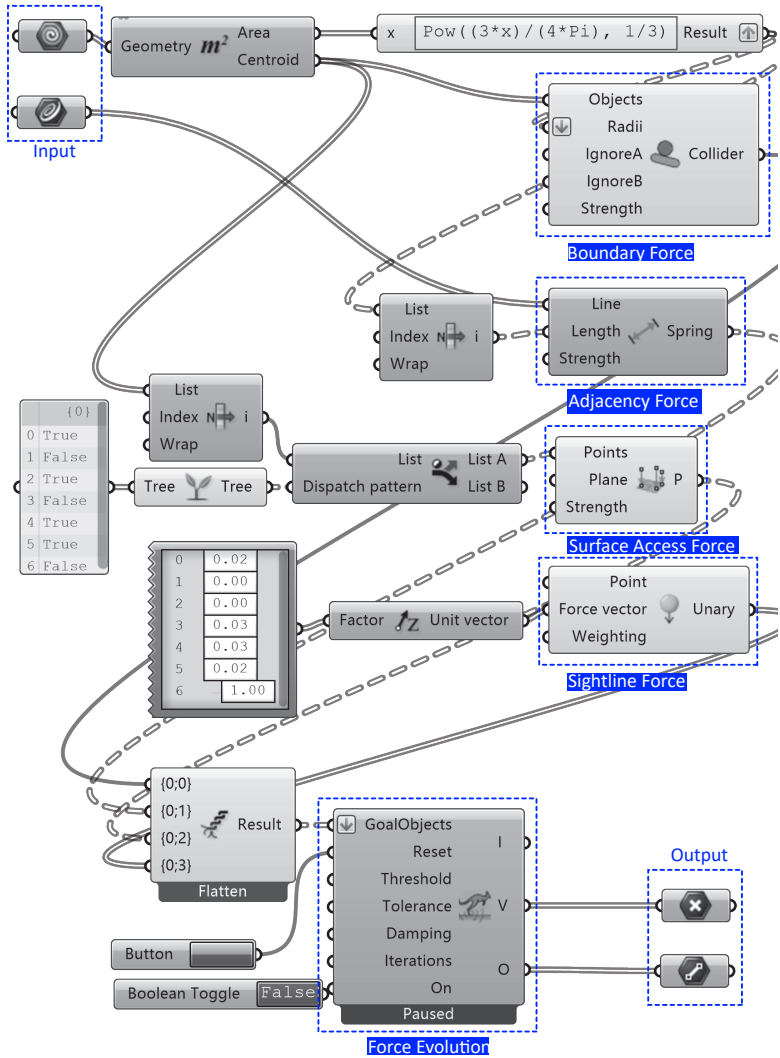 Geometry m² Area
Centroid
x Pow((3*x)/(4*Pi), 1/3) Result
Input
Objects
Radii
IgnoreA Collider
IgnoreB
Strength
Boundary Force
List
Index N i
Wrap
Line
Length Spring
Strength
Adjacency Force
List
Index N i
Wrap
{0}
0 True
1 False
2 True
3 False
4 True
5 True
6 False
Tree Tree
List List A
Dispatch pattern List B
Points
Plane P
Strength
Surface Access Force
0 0.02
1 0.00
2 0.00
3 0.03
4 0.03
5 0.02
6 1.00
Factor Z Unit vector
Point
Force vector Unary
Weighting
Sightline Force
{0;0}
{0;1}
{0;2}
{0;3}
Result
Flatten
GoalObjects I
Reset
Threshold
Tolerance V
Damping
Iterations O
On
Paused
Force Evolution
Button
Boolean Toggle False
Output